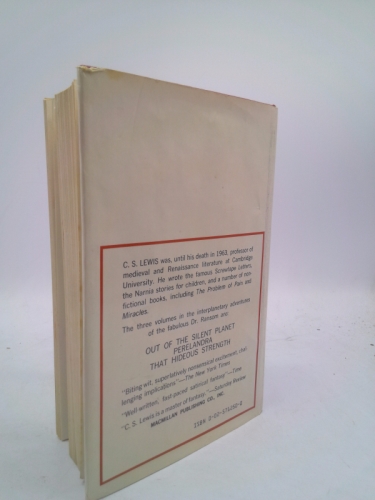 C. S. LEWIS was, until his death in 1963, professor of
medieval and Renaissance literature at Cambridge
University. He wrote the famous Screwtape Letters,
the Narnia stories for children, and a number of non-
fictional books, including The Problem of Pain and
Miracles.
The three volumes in the interplanetary adventures
of the fabulous Dr. Ransom are:
OUT OF THE SILENT PLANET
PERELANDRA
THAT HIDEOUS STRENGTH
"Biting wit, superlatively nonsensical excitement, chal-
lenging implications"—The New York Times
"Well-written, fast-paced satirical fantasy"—Time
"C. S. Lewis is a master of fantasy."—Saturday Review
MACMILLAN PUBLISHING CO., INC.
ISBN